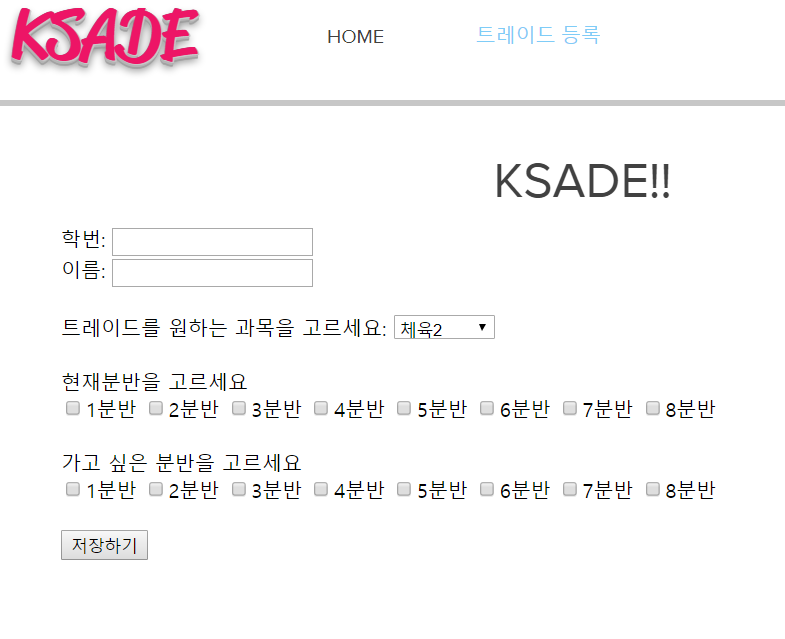 KSADE HOME 트레이드 등록
KSADE!!
학번:
이름:
트레이드를 원하는 과목을 고르세요: 체육2
현재분반을 고르세요
1분반 2분반 3분반 4분반 5분반 6분반 7분반 8분반
가고 싶은 분반을 고르세요
1분반 2분반 3분반 4분반 5분반 6분반 7분반 8분반
저장하기